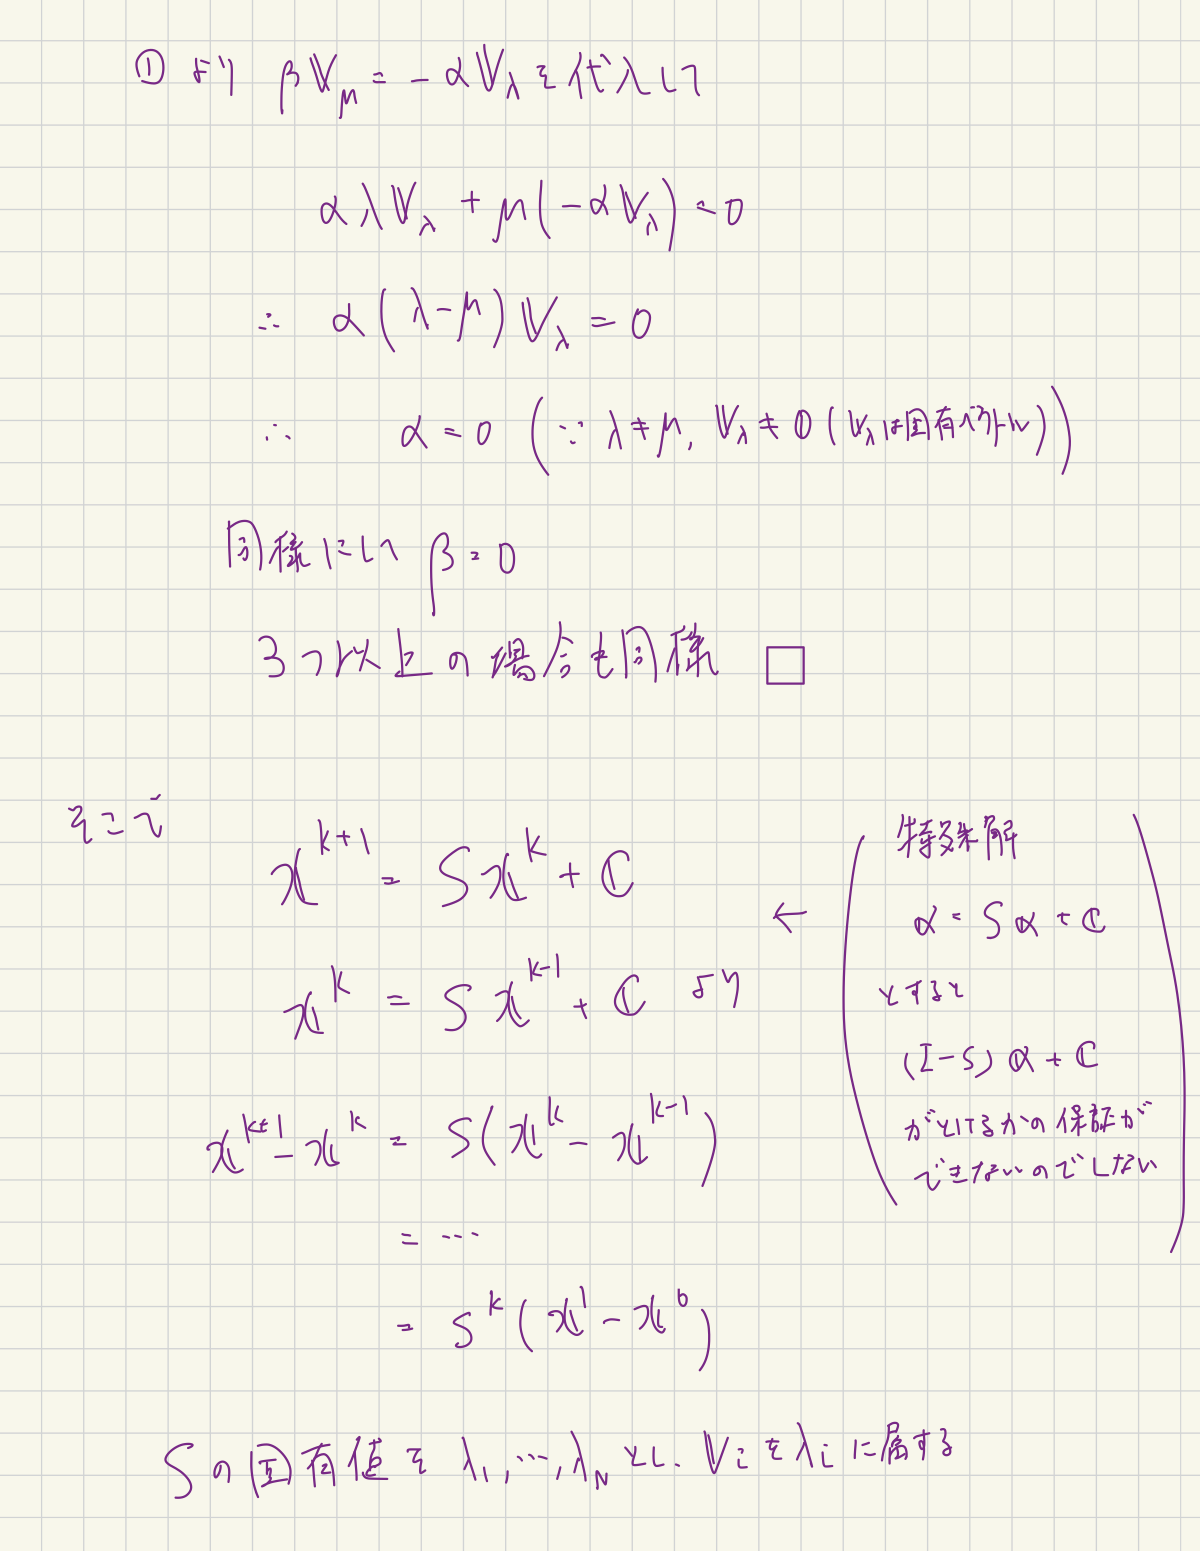 ① より β𝕍_μ = - α𝕍_λ を代入して
αλ𝕍_λ + μ(-α𝕍_λ) = 0
∴ α(λ-μ)𝕍_λ = 0
∴ α = 0 (∵ λ≠μ, 𝕍_λ ≠ 0 (𝕍_λは固有ベクトル))
同様にして β = 0
3つ以上の場合も同様 □
そこで
x^{k+1} = S x^k + ℂ
x^k = S x^{k-1} + ℂ より
x^{k+1} - x^k = S(x^k - x^{k-1})
= …
= S^k (x^1 - x^0)
← (特殊解
α = Sα + ℂ
とすると
(I-S)α + ℂ
がとけるかの保証が
できないのでしない)
Sの固有値を λ_1, …, λ_N とし、𝕍_i を λ_i に属する